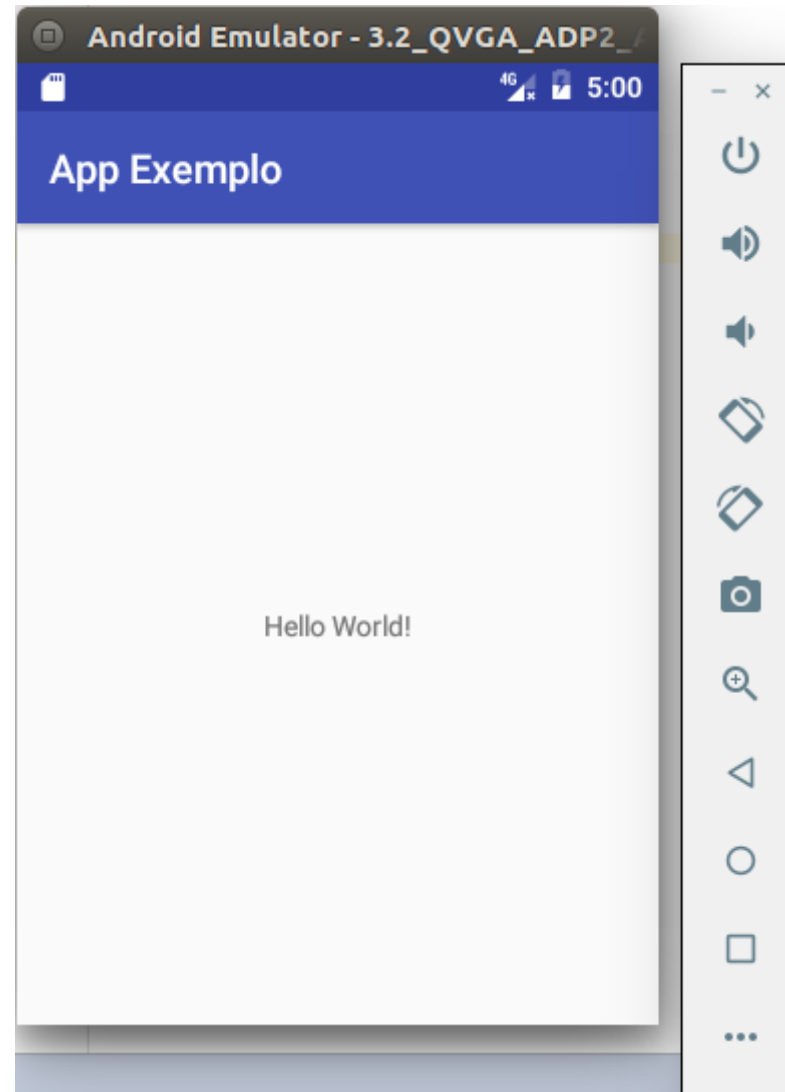 Android Emulator - 3.2_QVGA_ADP2_
4G 5:00
App Exemplo
Hello World!